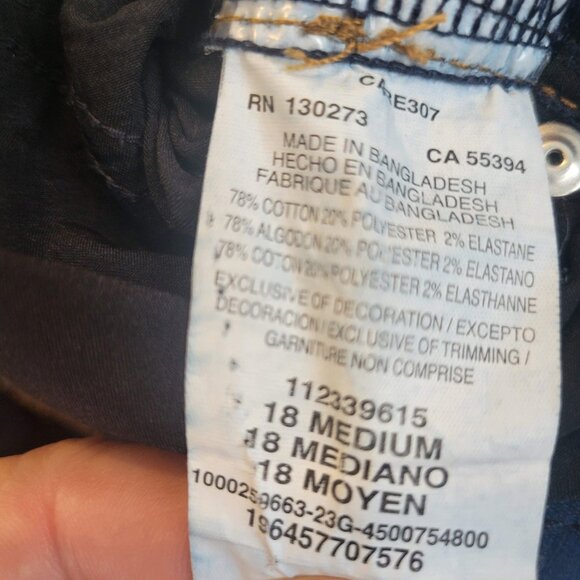 CARE307
RN 130273 CA 55394
MADE IN BANGLADESH
HECHO EN BANGLADESH
FABRIQUE AU BANGLADESH
78% COTTON 20% POLYESTER 2% ELASTANE
78% ALGODON 20% POLYESTER 2% ELASTANO
78% COTON 20% POLYESTER 2% ELASTHANNE
EXCLUSIVE OF DECORATION / EXCEPTO
DECORACION / EXCLUSIVE OF TRIMMING /
GARNITURE NON COMPRISE
112339615
18 MEDIUM
18 MEDIANO
18 MOYEN
1000259663-23G-4500754800
196457707576